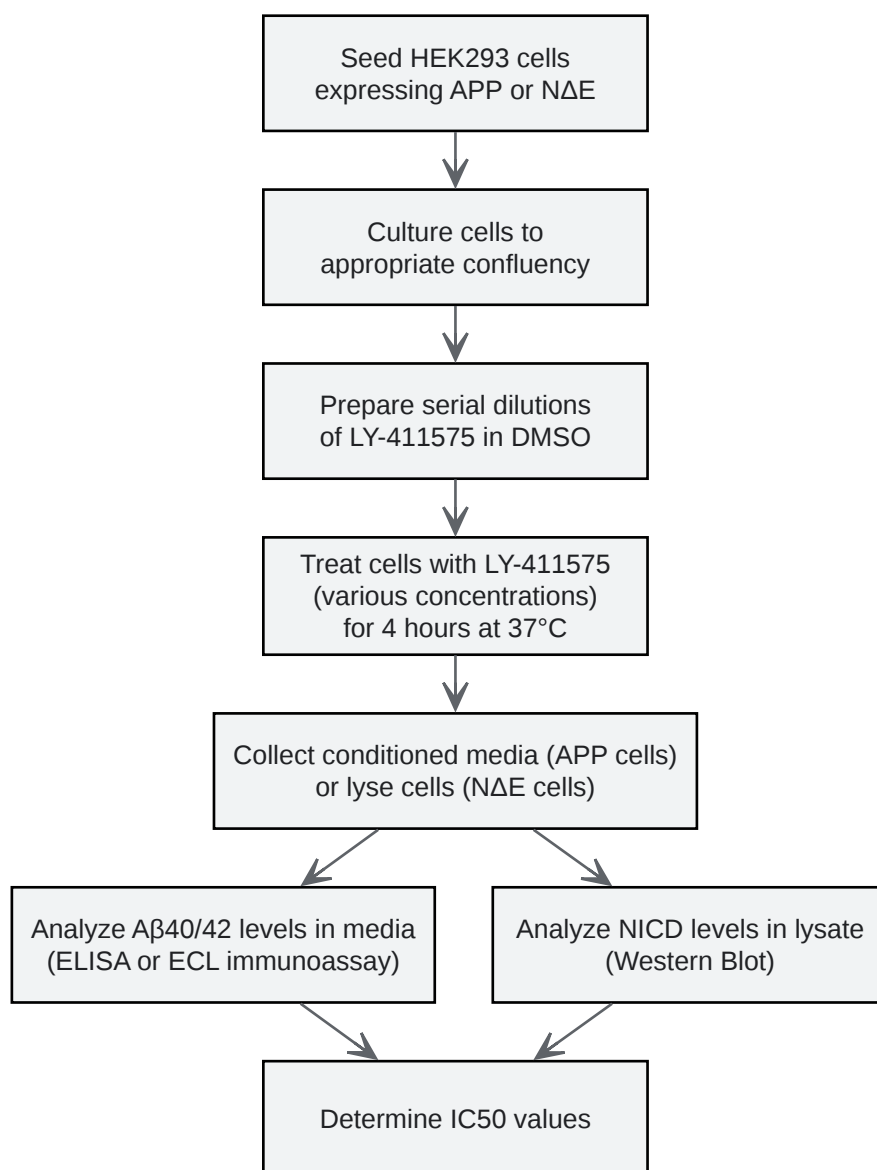 Seed HEK293 cells
expressing APP or NΔE
Culture cells to
appropriate confluency
Prepare serial dilutions
of LY-411575 in DMSO
Treat cells with LY-411575
(various concentrations)
for 4 hours at 37°C
Collect conditioned media (APP cells)
or lyse cells (NΔE cells)
Analyze Aβ40/42 levels in media
(ELISA or ECL immunoassay)
Analyze NICD levels in lysate
(Western Blot)
Determine IC50 values